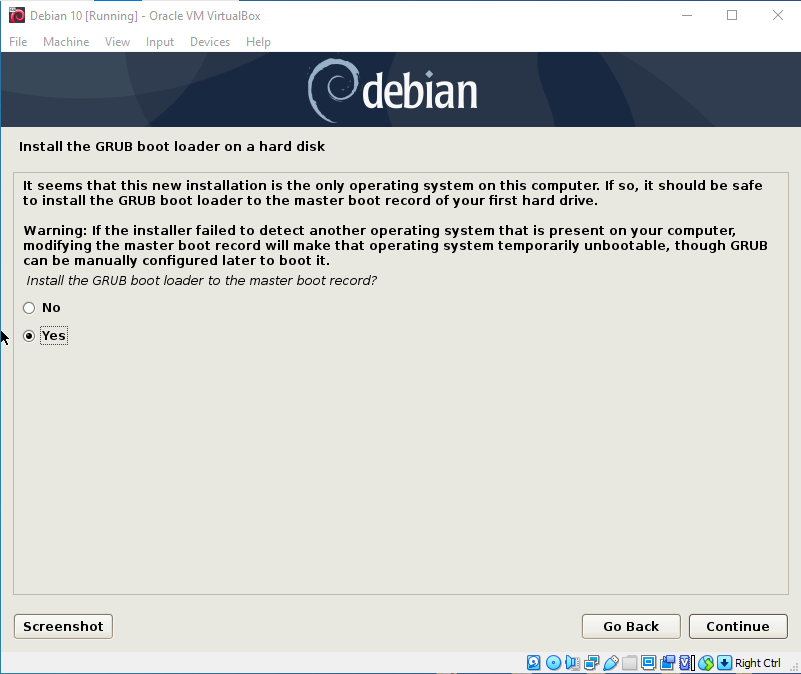 Debian 10 [Running] - Oracle VM VirtualBox
File Machine View Input Devices Help
debian
Install the GRUB boot loader on a hard disk
It seems that this new installation is the only operating system on this computer. If so, it should be safe
to install the GRUB boot loader to the master boot record of your first hard drive.
Warning: If the installer failed to detect another operating system that is present on your computer,
modifying the master boot record will make that operating system temporarily unbootable, though GRUB
can be manually configured later to boot it.
Install the GRUB boot loader to the master boot record?
No
Yes
Screenshot Go Back Continue
Right Ctrl